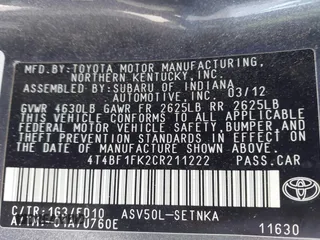 MFD.BY:TOYOTA MOTOR MANUFACTURING,
NORTHERN KENTUCKY,INC.
ASSEMBLED BY:SUBARU OF INDIANA
AUTOMOTIVE,INC. 03/12
GVWR 4630LB GAWR FR 2625LB RR 2625LB
THIS VEHICLE CONFORMS TO ALL APPLICABLE
FEDERAL MOTOR VEHICLE SAFETY, BUMPER, AND
THEFT PREVENTION STANDARDS IN EFFECT ON
THE DATE OF MANUFACTURE SHOWN ABOVE.
4T4BF1FK2CR211222 PASS.CAR
C/TR:1G3/FD10 ASV50L-SETNKA
A/TM:-01A/U760E
TOYOTA
11630